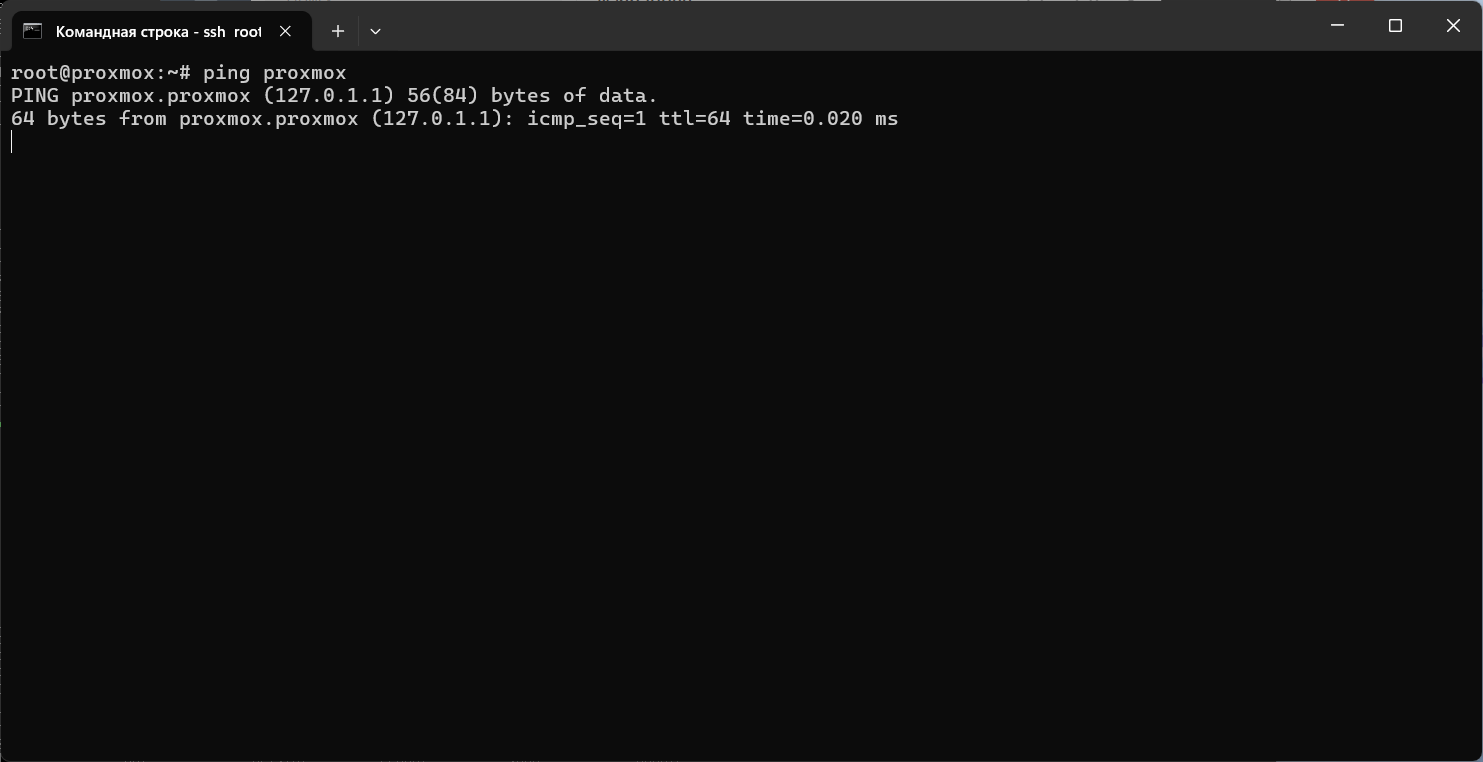 Командная строка - ssh root
root@proxmox:~# ping proxmox
PING proxmox.proxmox (127.0.1.1) 56(84) bytes of data.
64 bytes from proxmox.proxmox (127.0.1.1): icmp_seq=1 ttl=64 time=0.020 ms